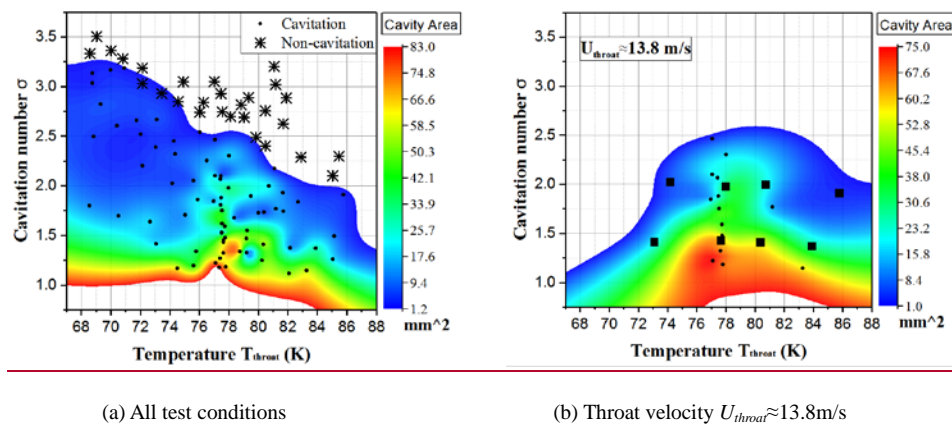 Cavity Area
• Cavitation
✳ Non-cavitation
3.5
3.0
2.5
2.0
1.5
1.0
Cavitation number σ
68 70 72 74 76 78 80 82 84 86 88
Temperature Tthroat (K)
83.0
74.8
66.6
58.5
50.3
42.1
33.9
25.7
17.6
9.4
1.2
mm^2
Cavity Area
Uthroat≈13.8 m/s
3.5
3.0
2.5
2.0
1.5
1.0
Cavitation number σ
68 70 72 74 76 78 80 82 84 86 88
Temperature Tthroat (K)
75.0
67.6
60.2
52.8
45.4
38.0
30.6
23.2
15.8
8.4
1.0
mm^2
(a) All test conditions
(b) Throat velocity Uthroat≈13.8m/s